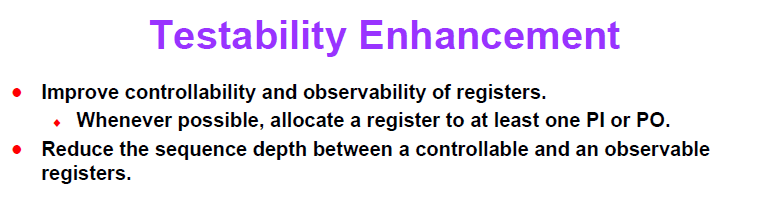 Testability Enhancement
Improve controllability and observability of registers.
Whenever possible, allocate a register to at least one PI or PO.
Reduce the sequence depth between a controllable and an observable
registers.